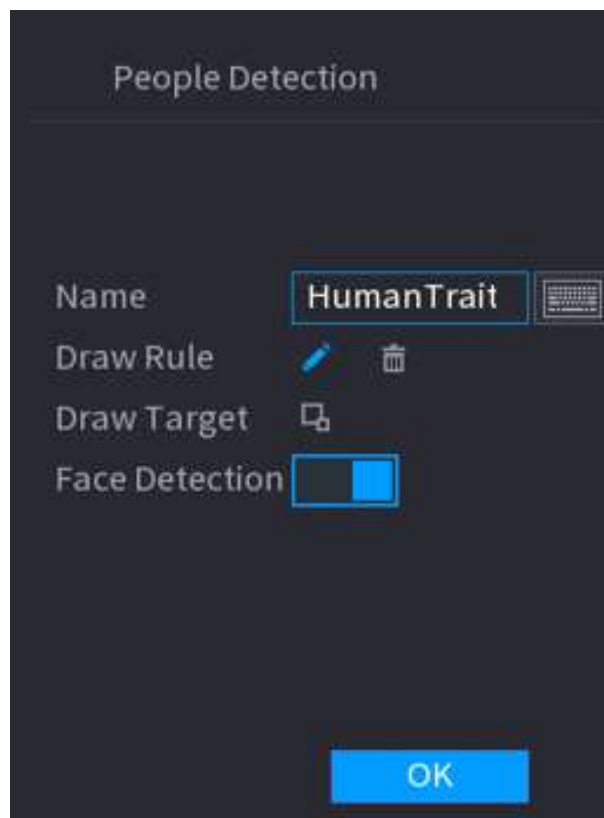 People Detection
Name HumanTrait
Draw Rule
Draw Target
Face Detection
OK